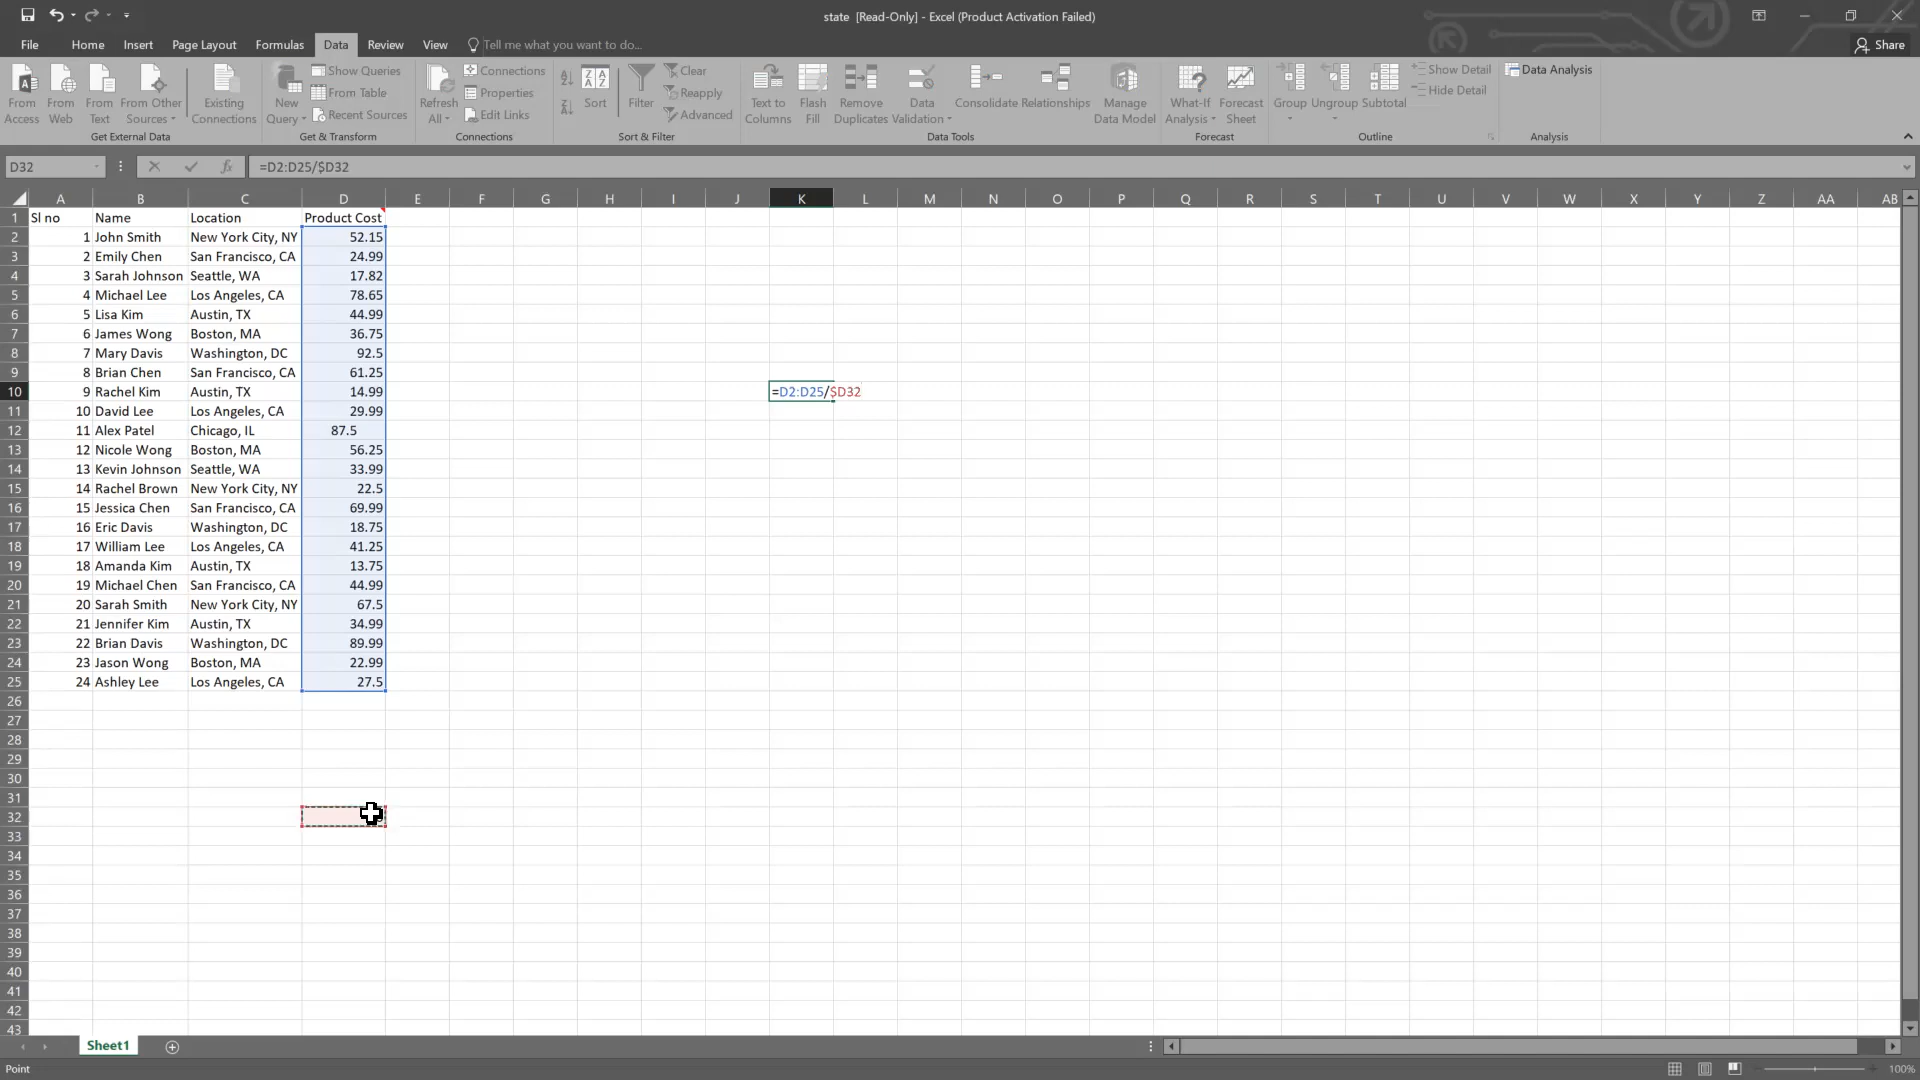 state [Read-Only] - Excel (Product Activation Failed)
File Home Insert Page Layout Formulas Data Review View Tell me what you want to do... Share
From Access
From Web
From Text
From Other Sources
Existing Connections
Get External Data
New Query
Show Queries
From Table
Recent Sources
Get & Transform
Refresh All
Connections
Properties
Edit Links
Connections
Sort
Filter
Clear
Reapply
Advanced
Sort & Filter
Text to Columns
Flash Fill
Remove Duplicates
Data Validation
Consolidate
Relationships
Manage Data Model
Data Tools
What-If Analysis
Forecast Sheet
Forecast
Group
Ungroup
Subtotal
Show Detail
Hide Detail
Outline
Data Analysis
Analysis
D32 fx =D2:D25/$D32
A B C D E F G H I J K L M N O P Q R S T U V W X Y Z AA AB
1 Sl no Name Location Product Cost
2 1 John Smith New York City, NY 52.15
3 2 Emily Chen San Francisco, CA 24.99
4 3 Sarah Johnson Seattle, WA 17.82
5 4 Michael Lee Los Angeles, CA 78.65
6 5 Lisa Kim Austin, TX 44.99
7 6 James Wong Boston, MA 36.75
8 7 Mary Davis Washington, DC 92.5
9 8 Brian Chen San Francisco, CA 61.25
10 9 Rachel Kim Austin, TX 14.99 =D2:D25/$D32
11 10 David Lee Los Angeles, CA 29.99
12 11 Alex Patel Chicago, IL 87.5
13 12 Nicole Wong Boston, MA 56.25
14 13 Kevin Johnson Seattle, WA 33.99
15 14 Rachel Brown New York City, NY 22.5
16 15 Jessica Chen San Francisco, CA 69.99
17 16 Eric Davis Washington, DC 18.75
18 17 William Lee Los Angeles, CA 41.25
19 18 Amanda Kim Austin, TX 13.75
20 19 Michael Chen San Francisco, CA 44.99
21 20 Sarah Smith New York City, NY 67.5
22 21 Jennifer Kim Austin, TX 34.99
23 22 Brian Davis Washington, DC 89.99
24 23 Jason Wong Boston, MA 22.99
25 24 Ashley Lee Los Angeles, CA 27.5
26
27
28
29
30
31
32
33
34
35
36
37
38
39
40
41
42
43
Sheet1
Point 100%